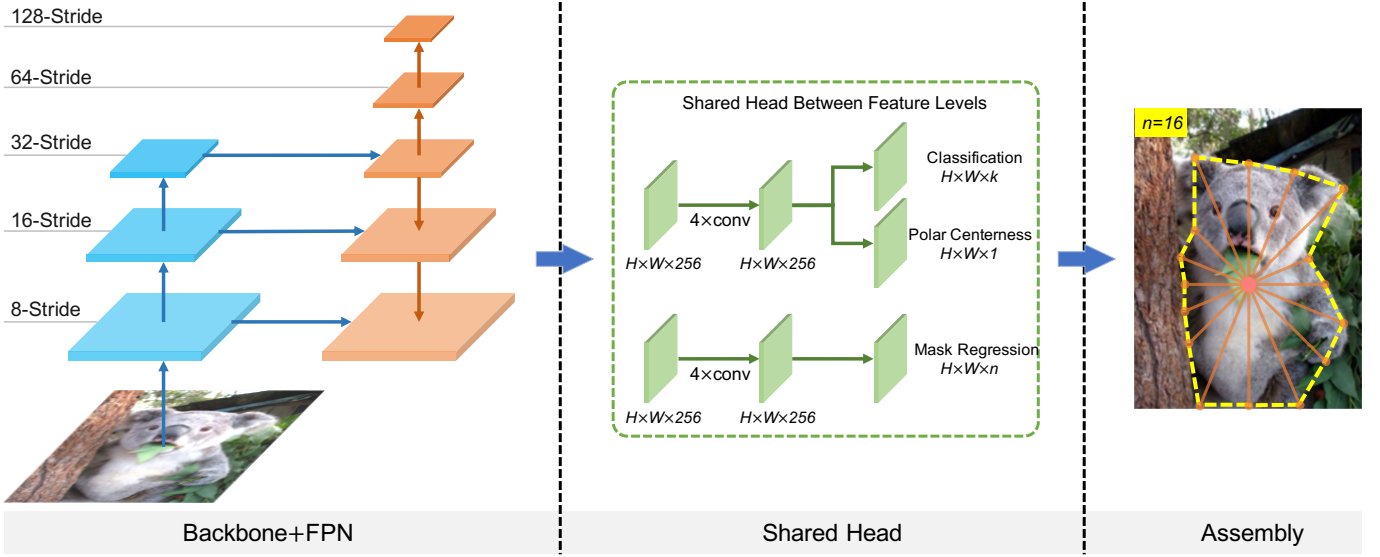 128-Stride
64-Stride
32-Stride
16-Stride
8-Stride
Backbone+FPN
Shared Head Between Feature Levels
4×conv
H×W×256
H×W×256
Classification
H×W×k
Polar Centerness
H×W×1
4×conv
H×W×256
H×W×256
Mask Regression
H×W×n
Shared Head
n=16
Assembly